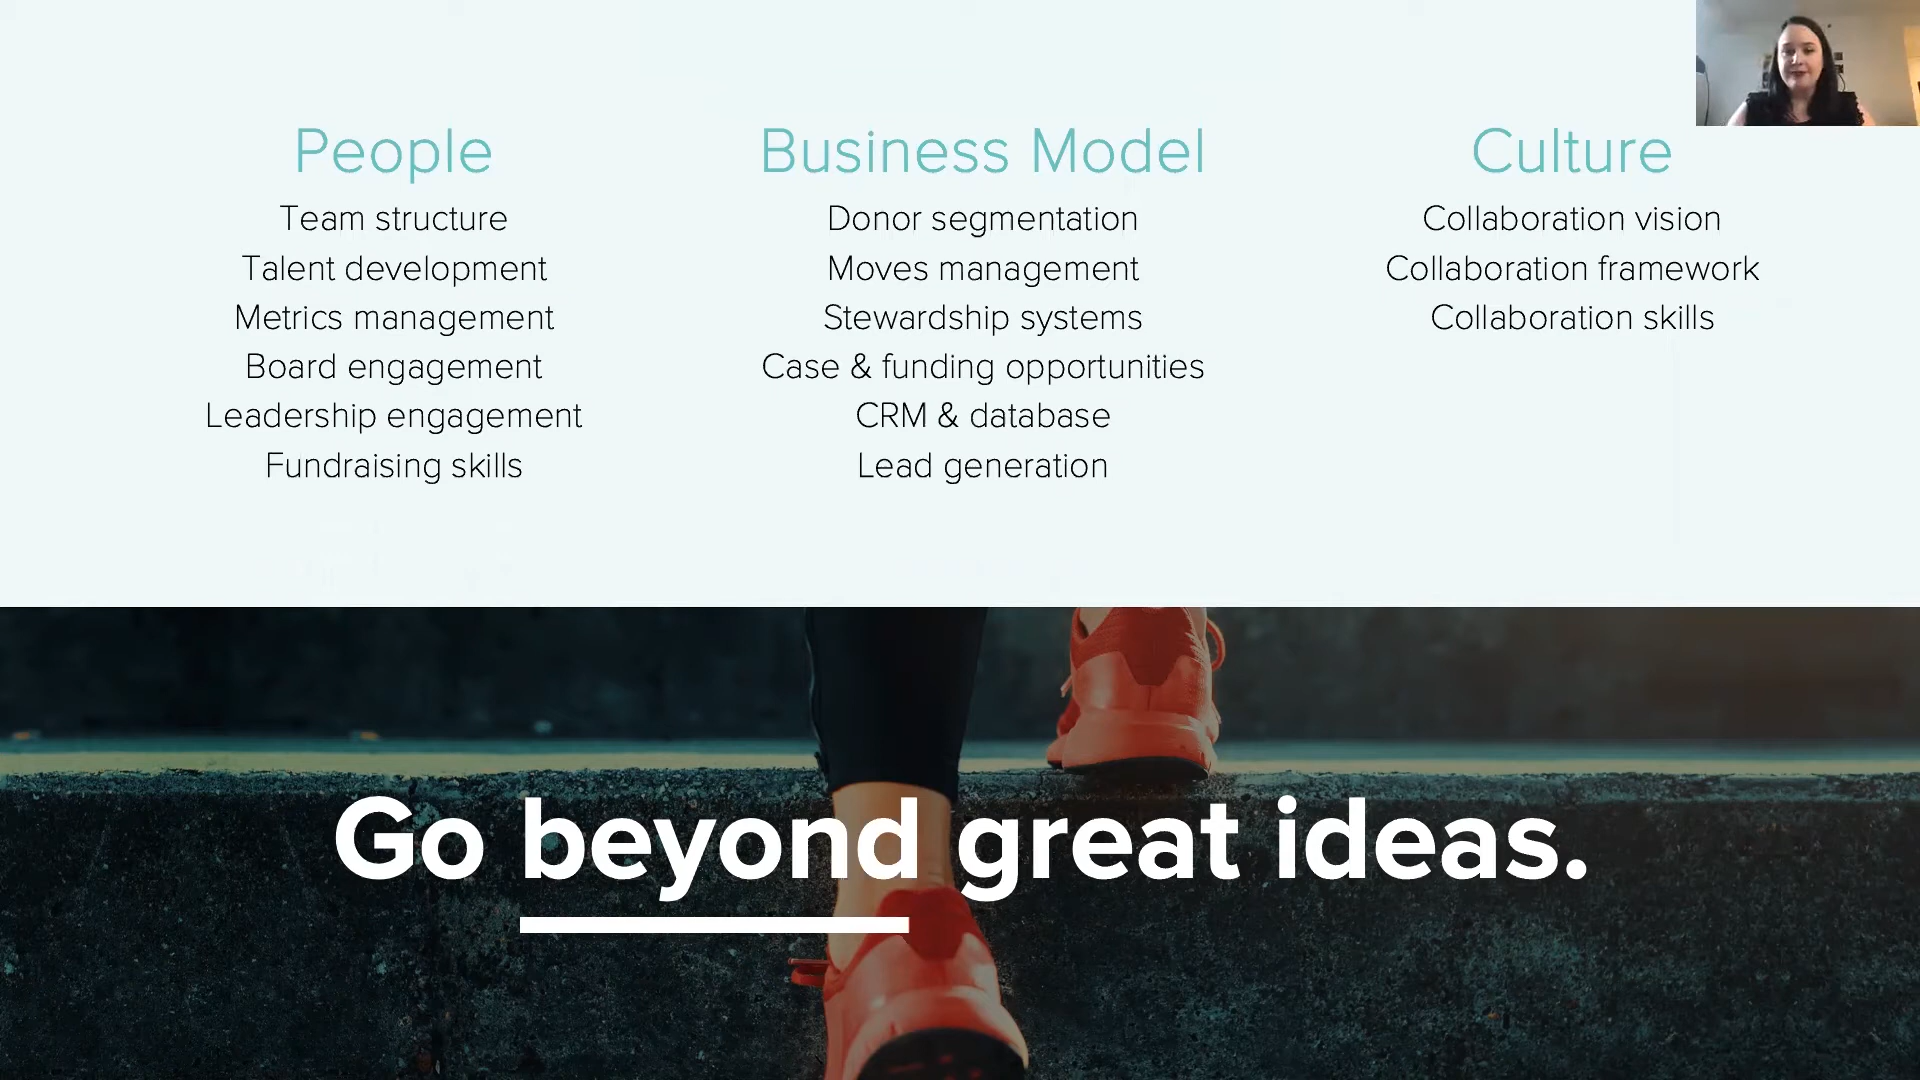 People
Team structure
Talent development
Metrics management
Board engagement
Leadership engagement
Fundraising skills
Business Model
Donor segmentation
Moves management
Stewardship systems
Case & funding opportunities
CRM & database
Lead generation
Culture
Collaboration vision
Collaboration framework
Collaboration skills
Go beyond great ideas.